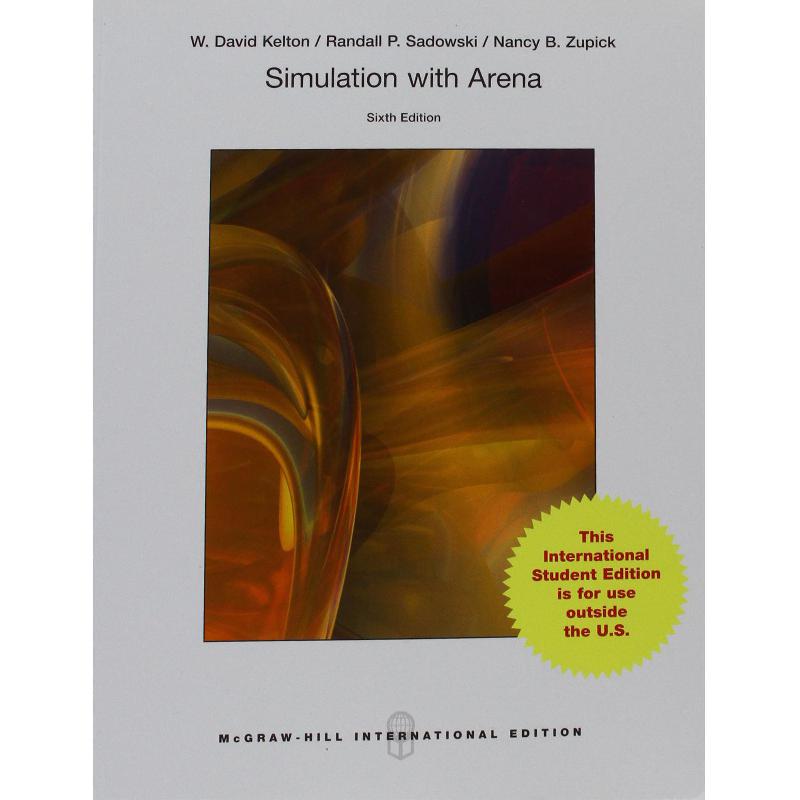 W. David Kelton / Randall P. Sadowski / Nancy B. Zupick
Simulation with Arena
Sixth Edition
This
International
Student Edition
is for use
outside
the U.S.
McGRAW-HILL INTERNATIONAL EDITION